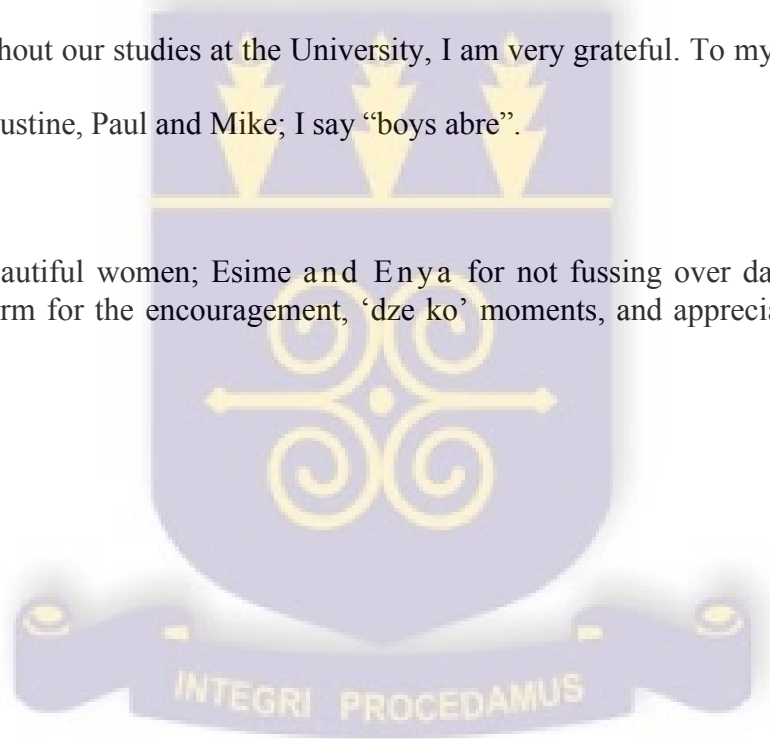 hout our studies at the University, I am very grateful. To my
ustine, Paul and Mike; I say “boys abre”.
autiful women; Esime and Enya for not fussing over da
rm for the encouragement, ‘dze ko’ moments, and apprecia
INTEGRI PROCEDAMUS